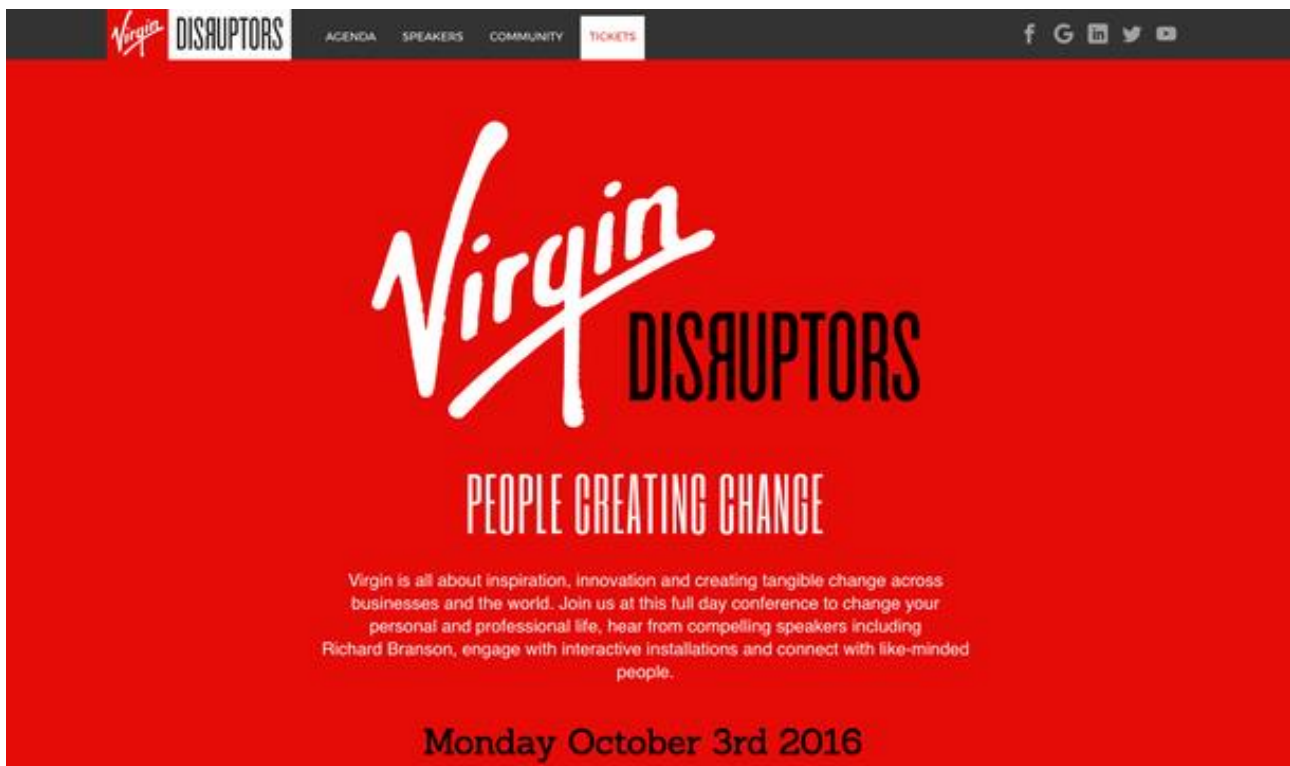 Virgin DISRUPTORS AGENDA SPEAKERS COMMUNITY TICKETS
Virgin
DISRUPTORS
PEOPLE CREATING CHANGE
Virgin is all about inspiration, innovation and creating tangible change across
businesses and the world. Join us at this full day conference to change your
personal and professional life, hear from compelling speakers including
Richard Branson, engage with interactive installations and connect with like-minded
people.
Monday October 3rd 2016